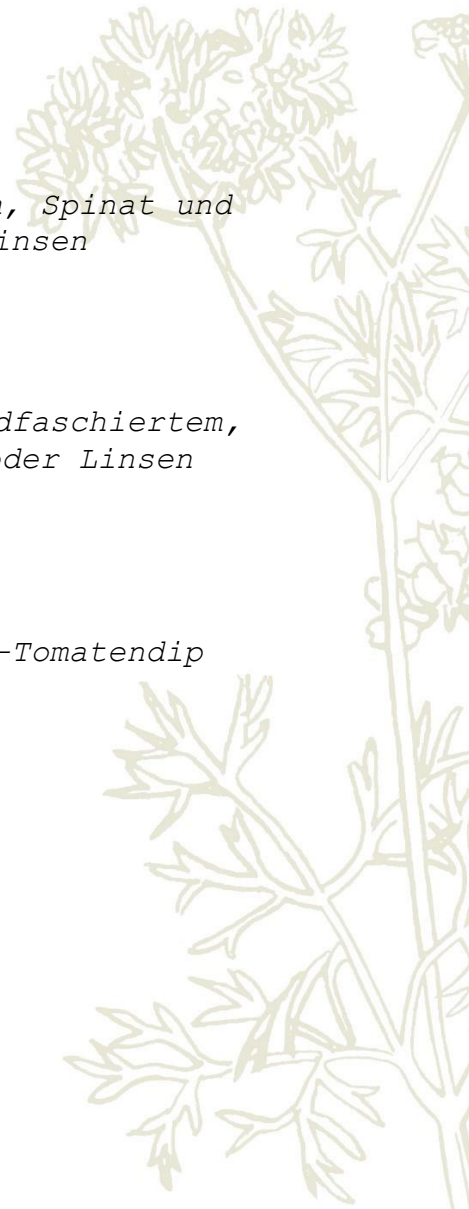 , Spinat und
insen
dfaschiertem,
oder Linsen
-Tomatendip